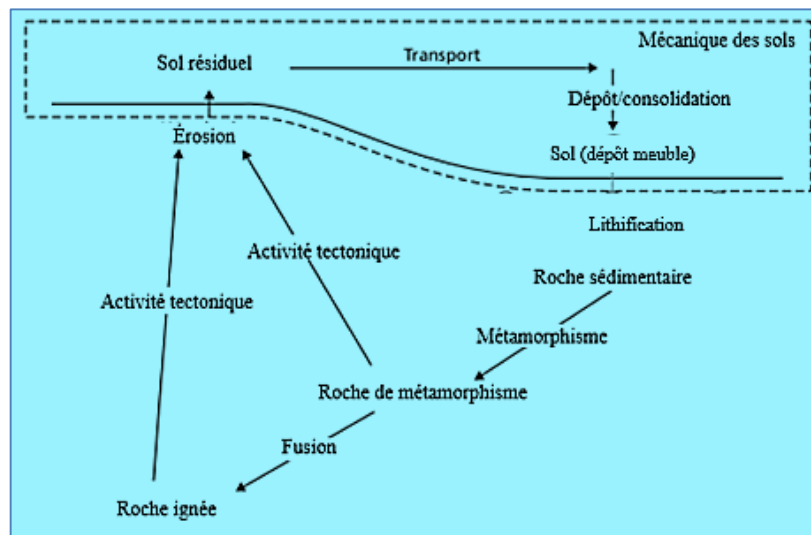 Mécanique des sols
Sol résiduel
Transport
Dépôt/consolidation
Érosion
Sol (dépôt meuble)
Lithification
Activité tectonique
Roche sédimentaire
Activité tectonique
Métamorphisme
Roche de métamorphisme
Fusion
Roche ignée